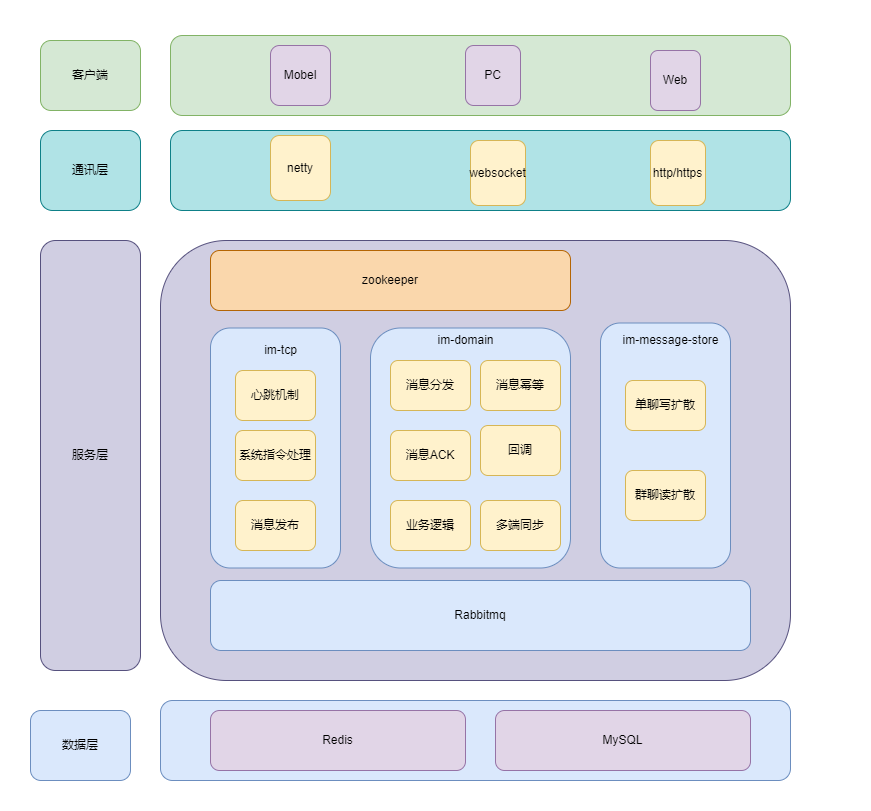 客户端
Mobel
PC
Web
通讯层
netty
websocket
http/https
服务层
zookeeper
im-tcp
心跳机制
系统指令处理
消息发布
im-domain
消息分发
消息幂等
消息ACK
回调
业务逻辑
多端同步
im-message-store
单聊写扩散
群聊读扩散
Rabbitmq
数据层
Redis
MySQL